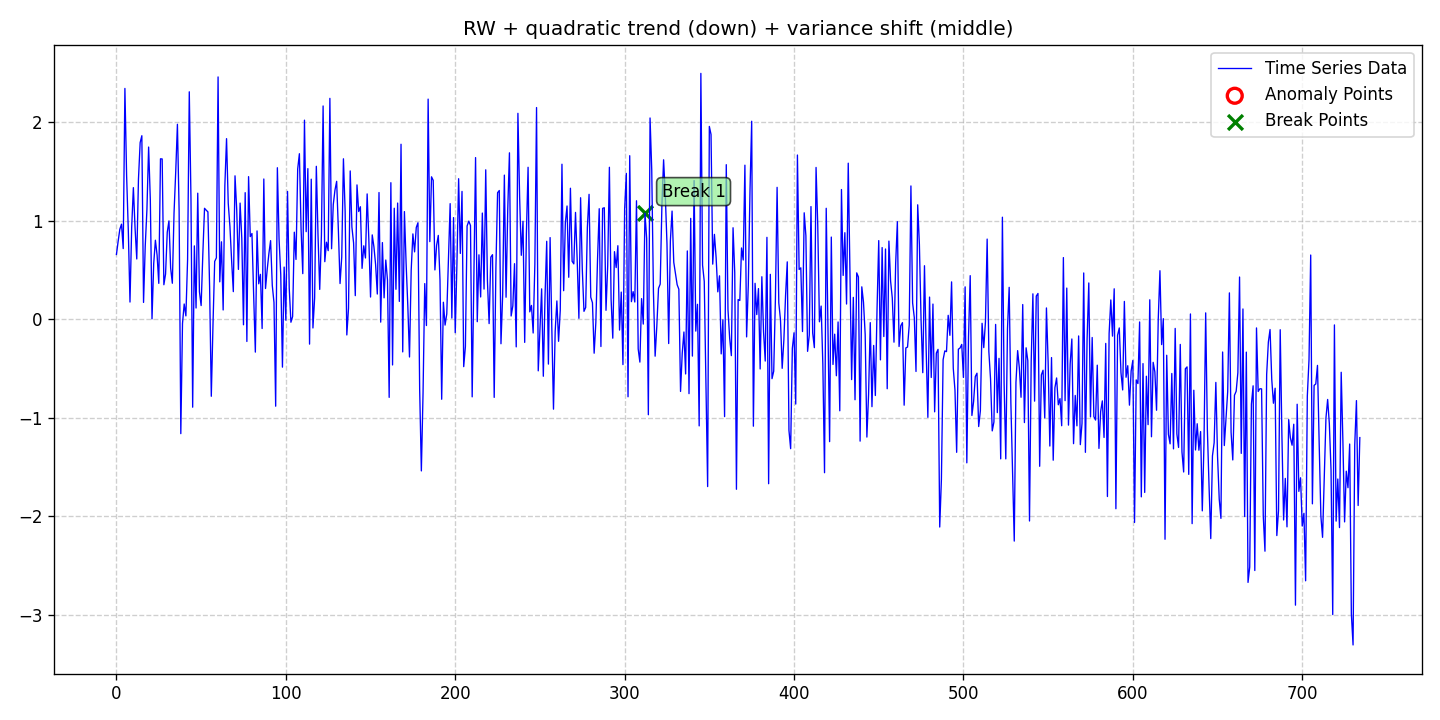 RW + quadratic trend (down) + variance shift (middle)
Time Series Data
Anomaly Points
Break Points
Break 1
2
1
0
−1
−2
−3
0 100 200 300 400 500 600 700